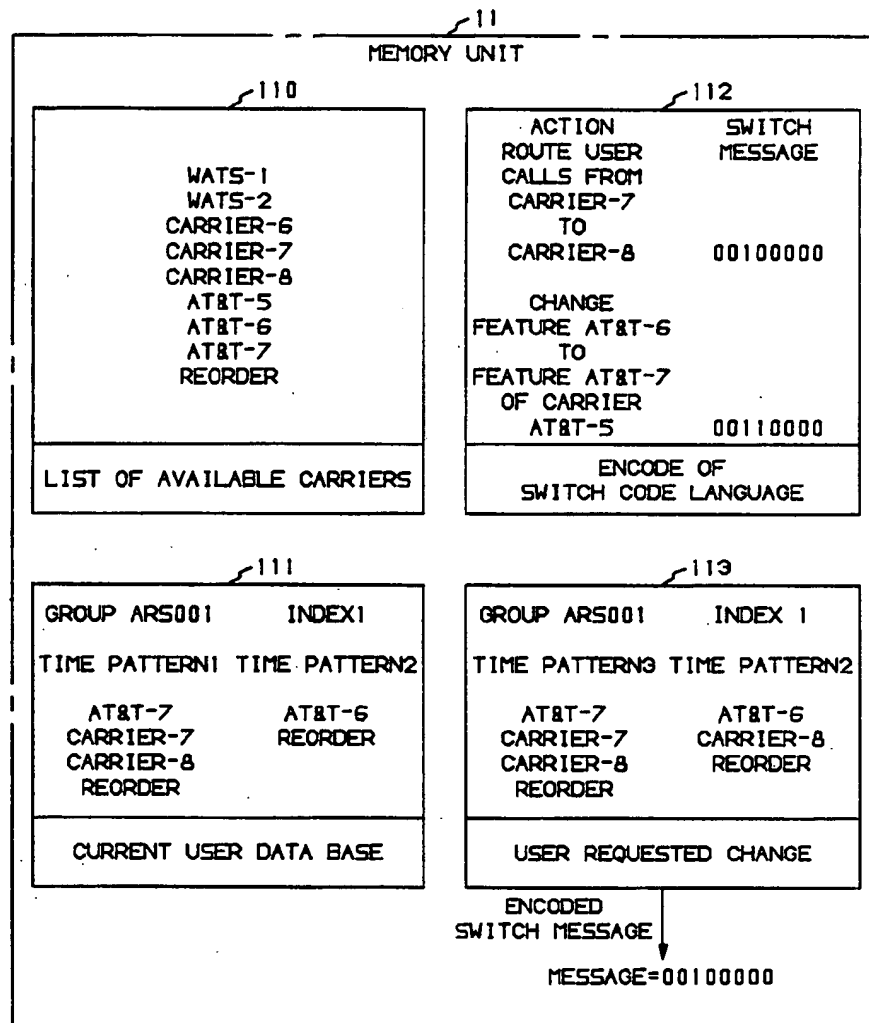 11
MEMORY UNIT
110
WATS-1
WATS-2
CARRIER-6
CARRIER-7
CARRIER-8
AT&T-5
AT&T-6
AT&T-7
REORDER
LIST OF AVAILABLE CARRIERS
112
ACTION SWITCH
ROUTE USER MESSAGE
CALLS FROM
CARRIER-7
TO
CARRIER-8 00100000
CHANGE
FEATURE AT&T-6
TO
FEATURE AT&T-7
OF CARRIER
AT&T-5 00110000
ENCODE OF
SWITCH CODE LANGUAGE
111
GROUP ARS001 INDEX1
TIME PATTERN1 TIME PATTERN2
AT&T-7 AT&T-6
CARRIER-7 REORDER
CARRIER-8
REORDER
CURRENT USER DATA BASE
113
GROUP ARS001 INDEX 1
TIME PATTERN3 TIME PATTERN2
AT&T-7 AT&T-6
CARRIER-7 CARRIER-8
CARRIER-8 REORDER
REORDER
USER REQUESTED CHANGE
ENCODED
SWITCH MESSAGE
MESSAGE=00100000